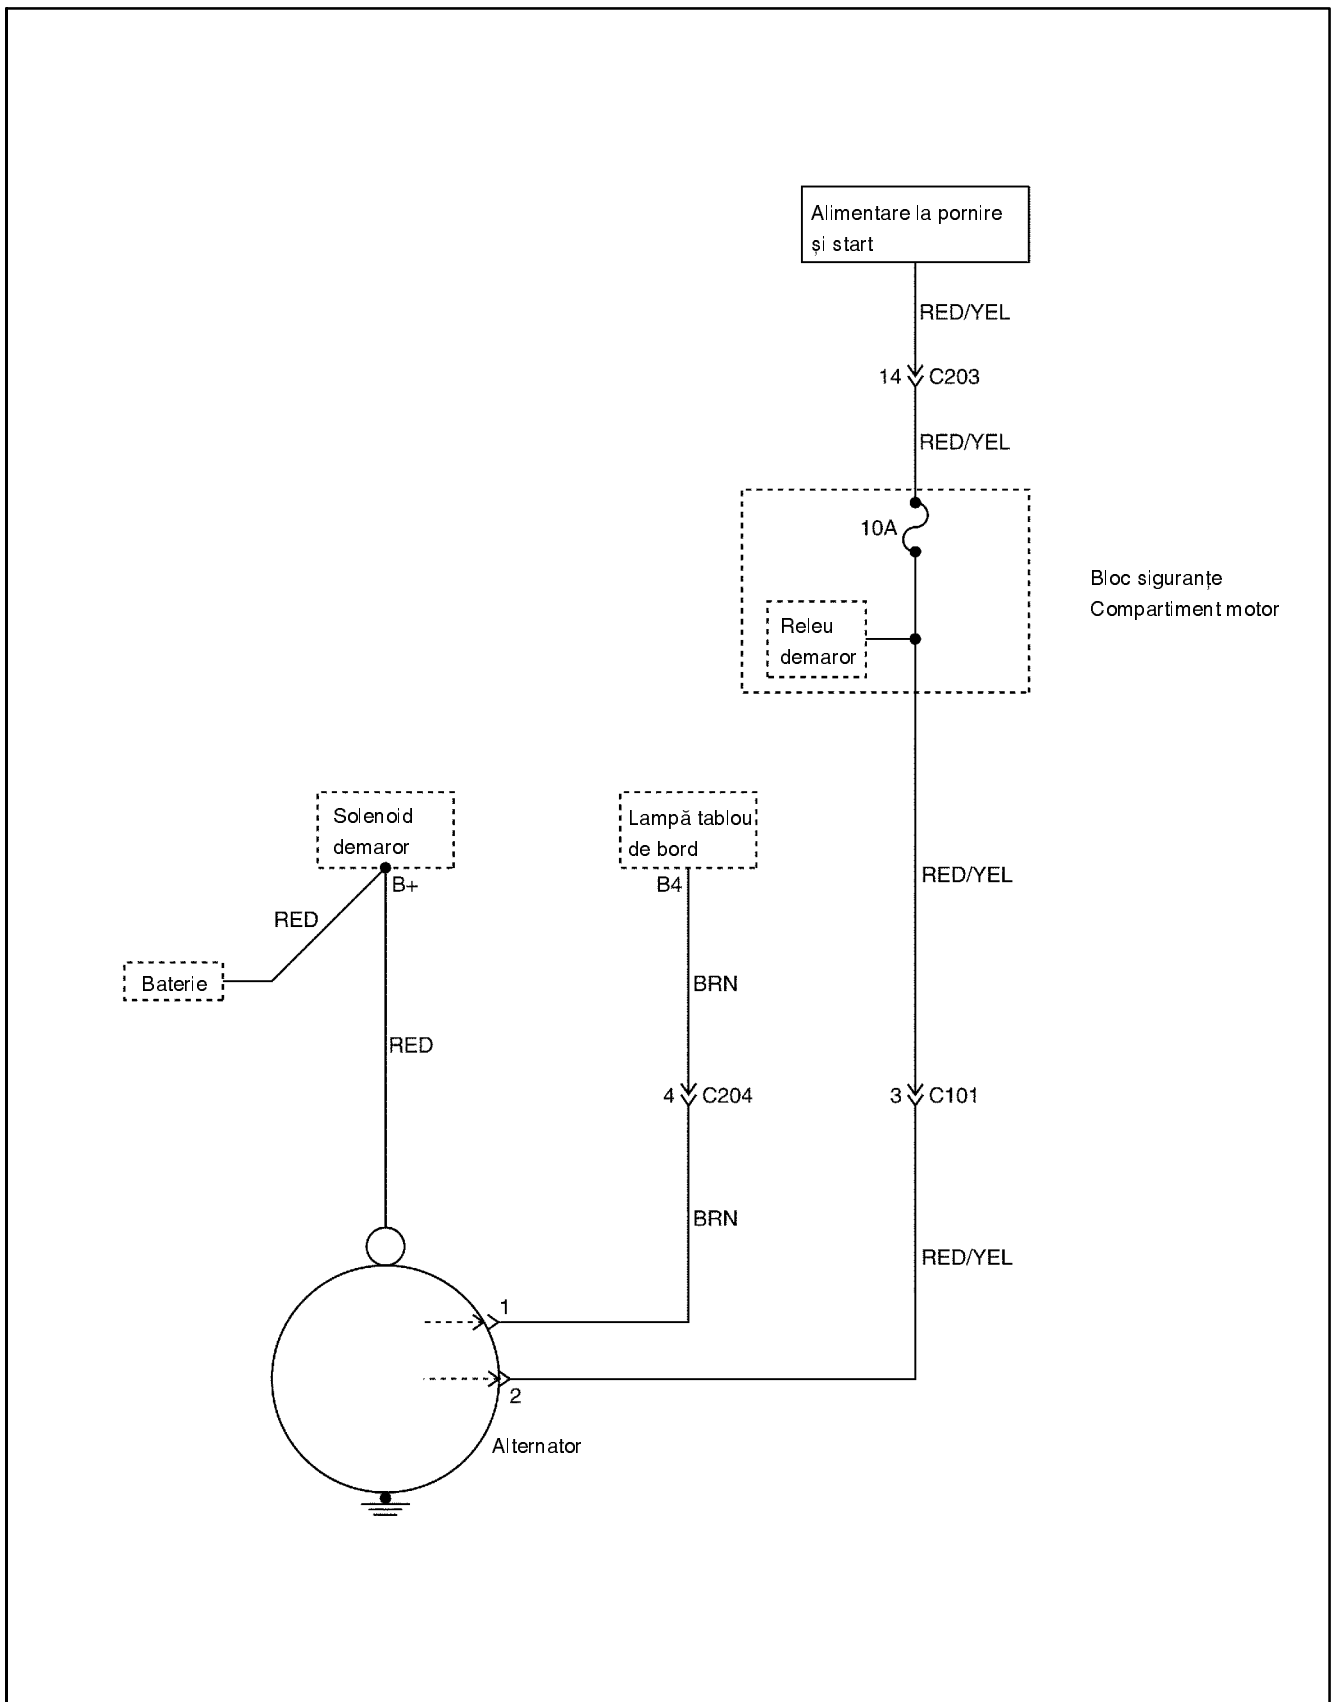 Alimentare la pornire
și start
RED/YEL
14 C203
RED/YEL
10A
Bloc siguranțe
Compartiment motor
Releu
demaror
Solenoid
demaror
B+
Lampă tablou
de bord
B4
RED/YEL
RED
Baterie
BRN
RED
4 C204
3 C101
BRN
RED/YEL
1
2
Alternator